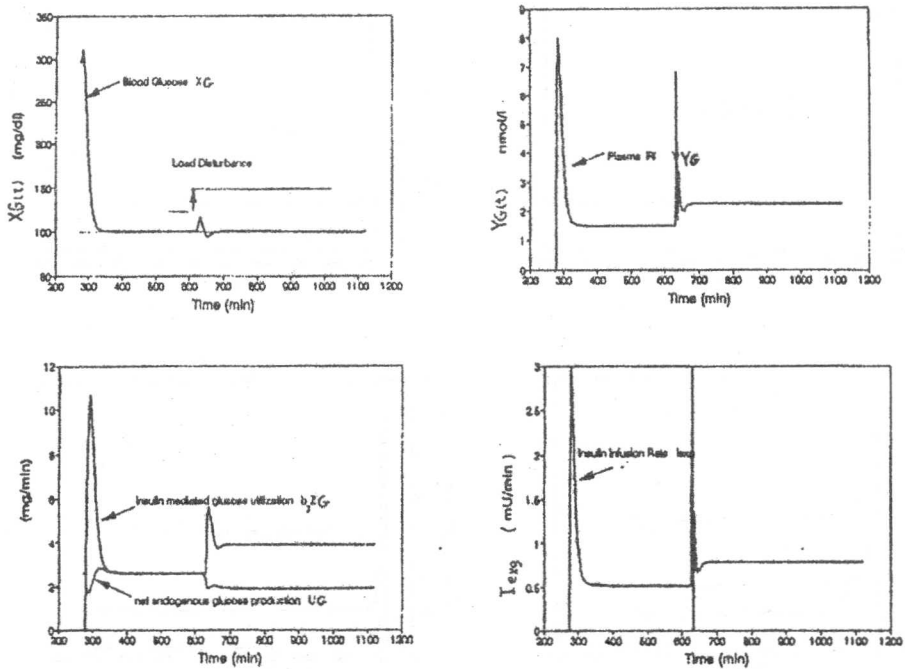 350
300
250
200
150
100
80
200 300 400 500 600 700 800 900 1000 1100 1200
XG(t) (mg/dl)
Blood Glucose XG
Load Disturbance
Time (min)
9
8
7
6
5
4
3
2
1
0
200 300 400 500 600 700 800 900 1000 1100 1200
YG(t) nmol/l
Plasma YG
Time (min)
12
10
8
6
4
2
0
200 300 400 500 600 700 800 900 1000 1100 1200
(mg/min)
Insulin mediated glucose utilization b₃ZG
net endogenous glucose production UG
Time (min)
3
2.5
2
1.5
1
0.5
0
200 300 400 500 600 700 800 900 1000 1100 1200
Iexg (mU/min)
Insulin Infusion Rate
Time (min)